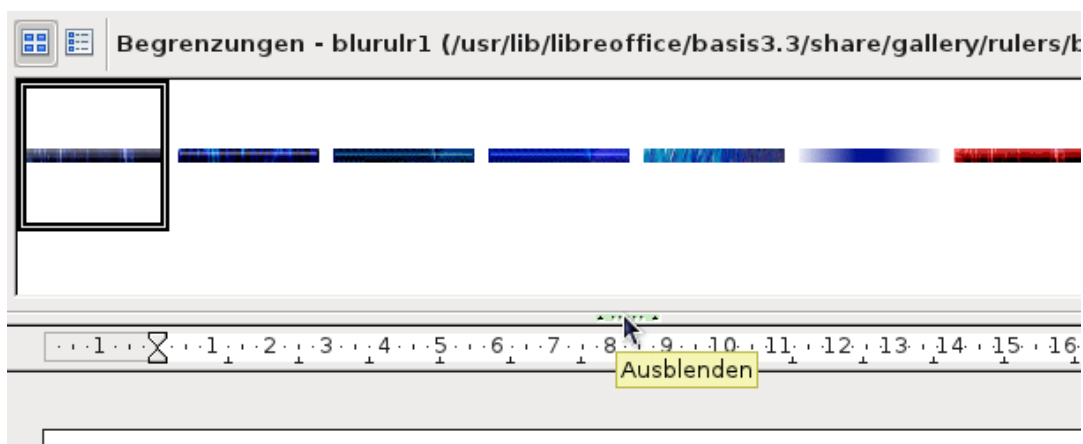 Begrenzungen - blurulr1 (/usr/lib/libreoffice/basis3.3/share/gallery/rulers/b
1 1 2 3 4 5 6 7 8 9 10 11 12 13 14 15 16
Ausblenden